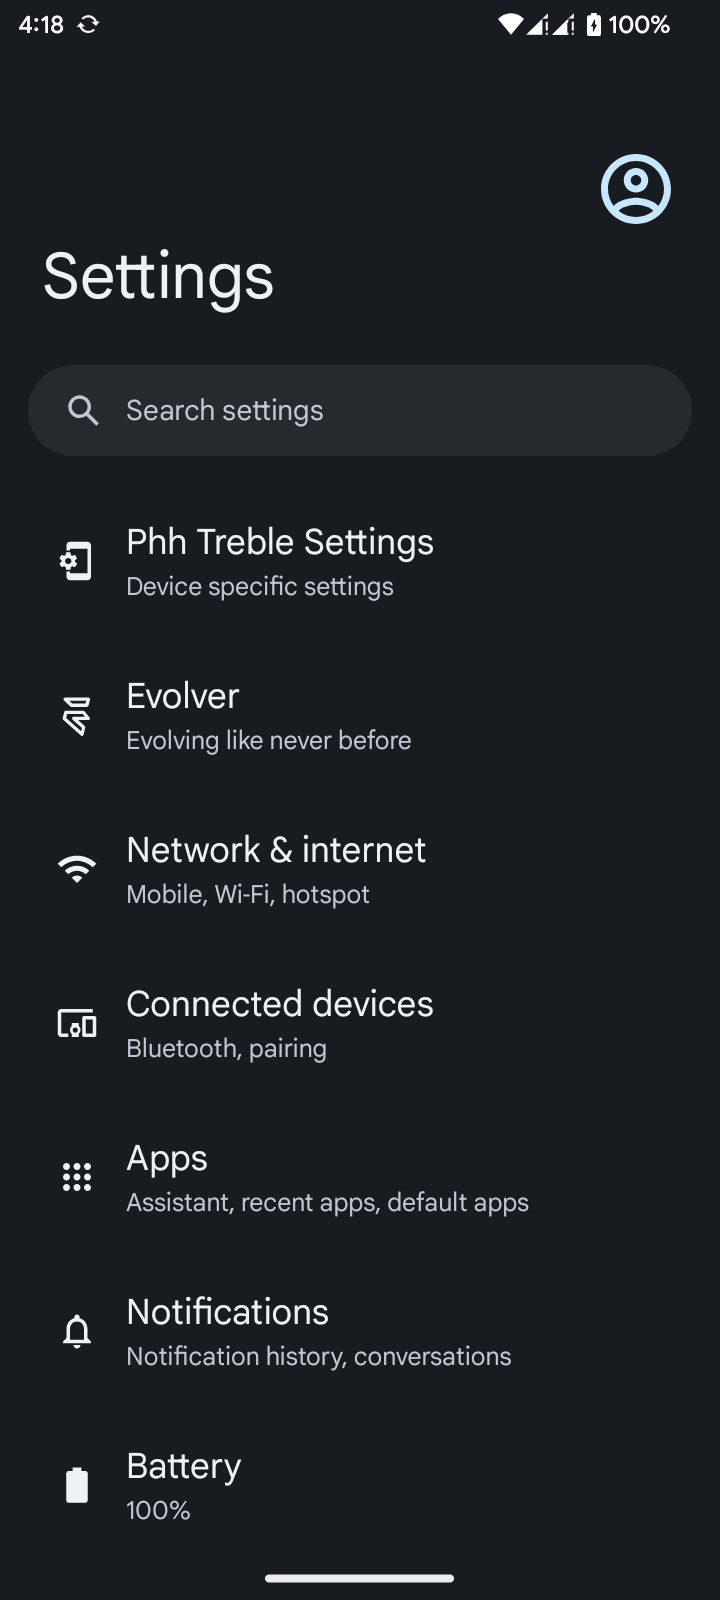 4:18 100%
Settings
Search settings
Phh Treble Settings
Device specific settings
Evolver
Evolving like never before
Network & internet
Mobile, Wi-Fi, hotspot
Connected devices
Bluetooth, pairing
Apps
Assistant, recent apps, default apps
Notifications
Notification history, conversations
Battery
100%